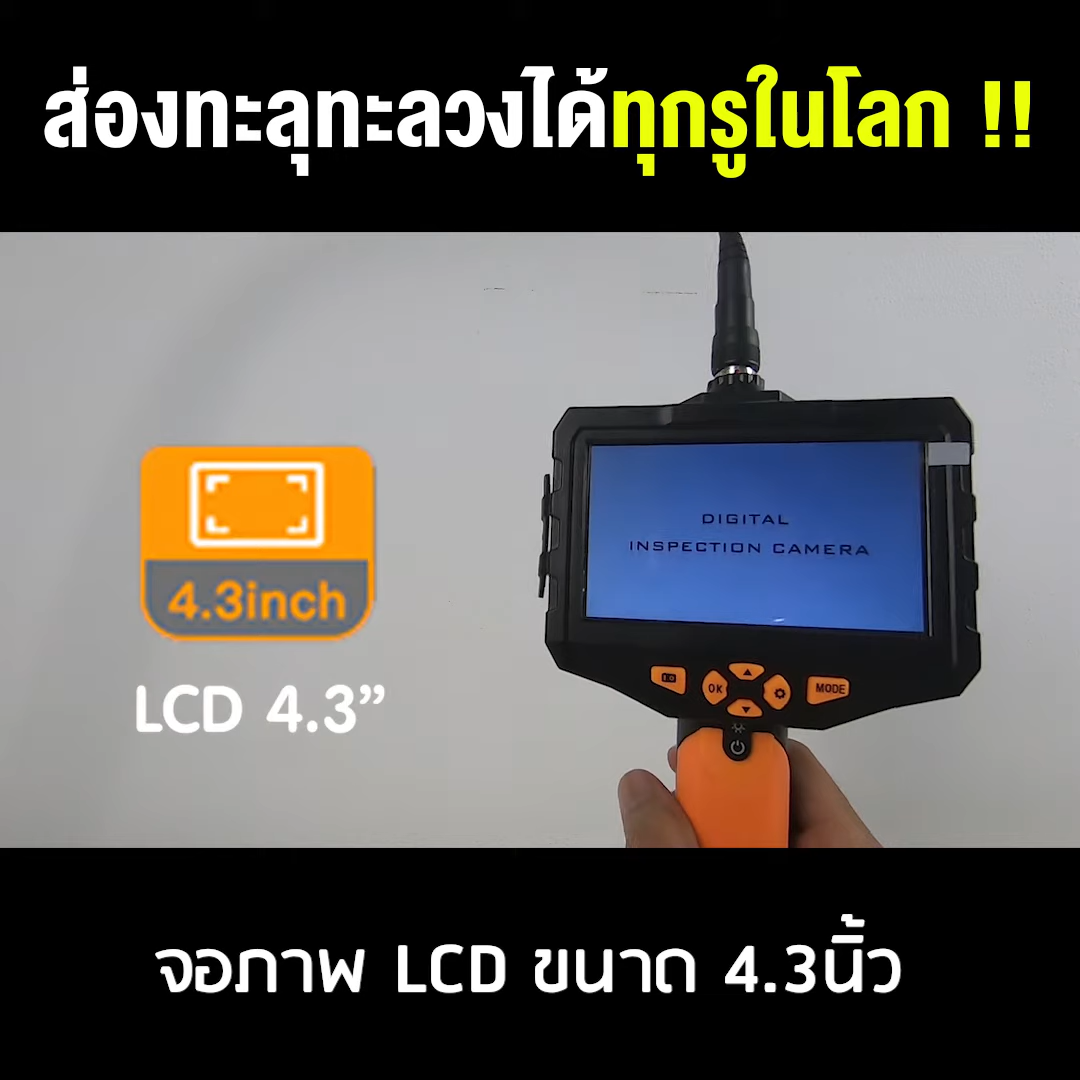 ส่องทะลุทะลวงได้ทุกรูในโลก !!
DIGITAL
INSPECTION CAMERA
4.3inch
LCD 4.3”
OK
MODE
จอภาพ LCD ขนาด 4.3นิ้ว